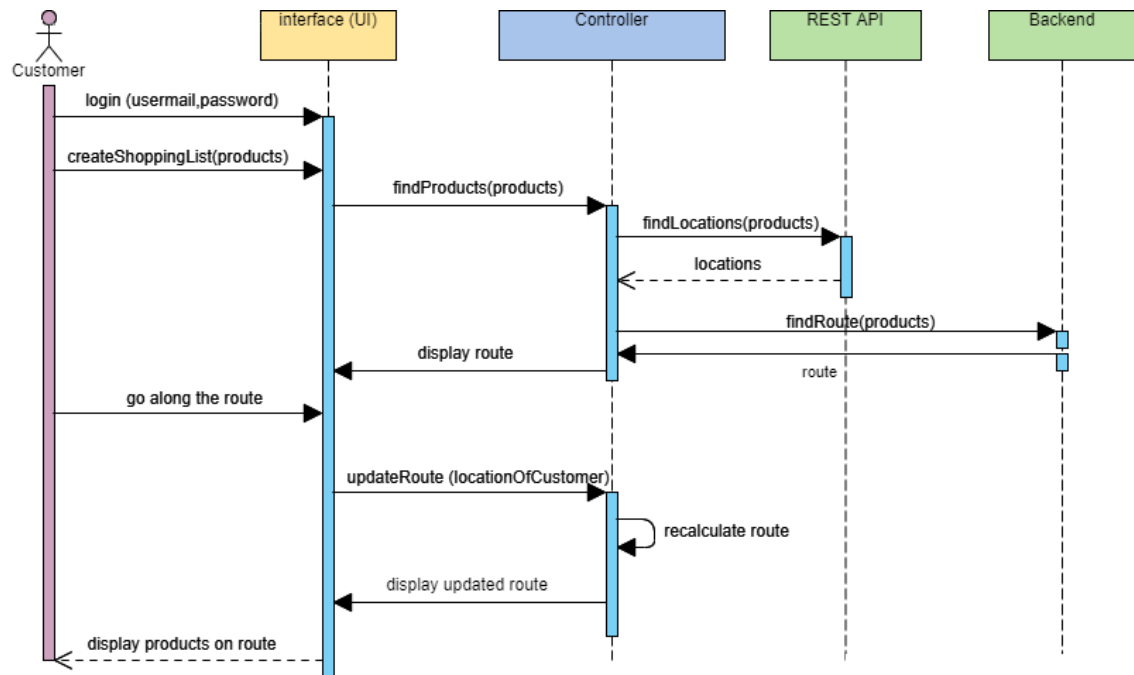 interface (UI)
Controller
REST API
Backend
Customer
login (usermail,password)
createShoppingList(products)
findProducts(products)
findLocations(products)
locations
findRoute(products)
display route
route
go along the route
updateRoute (locationOfCustomer)
recalculate route
display updated route
display products on route